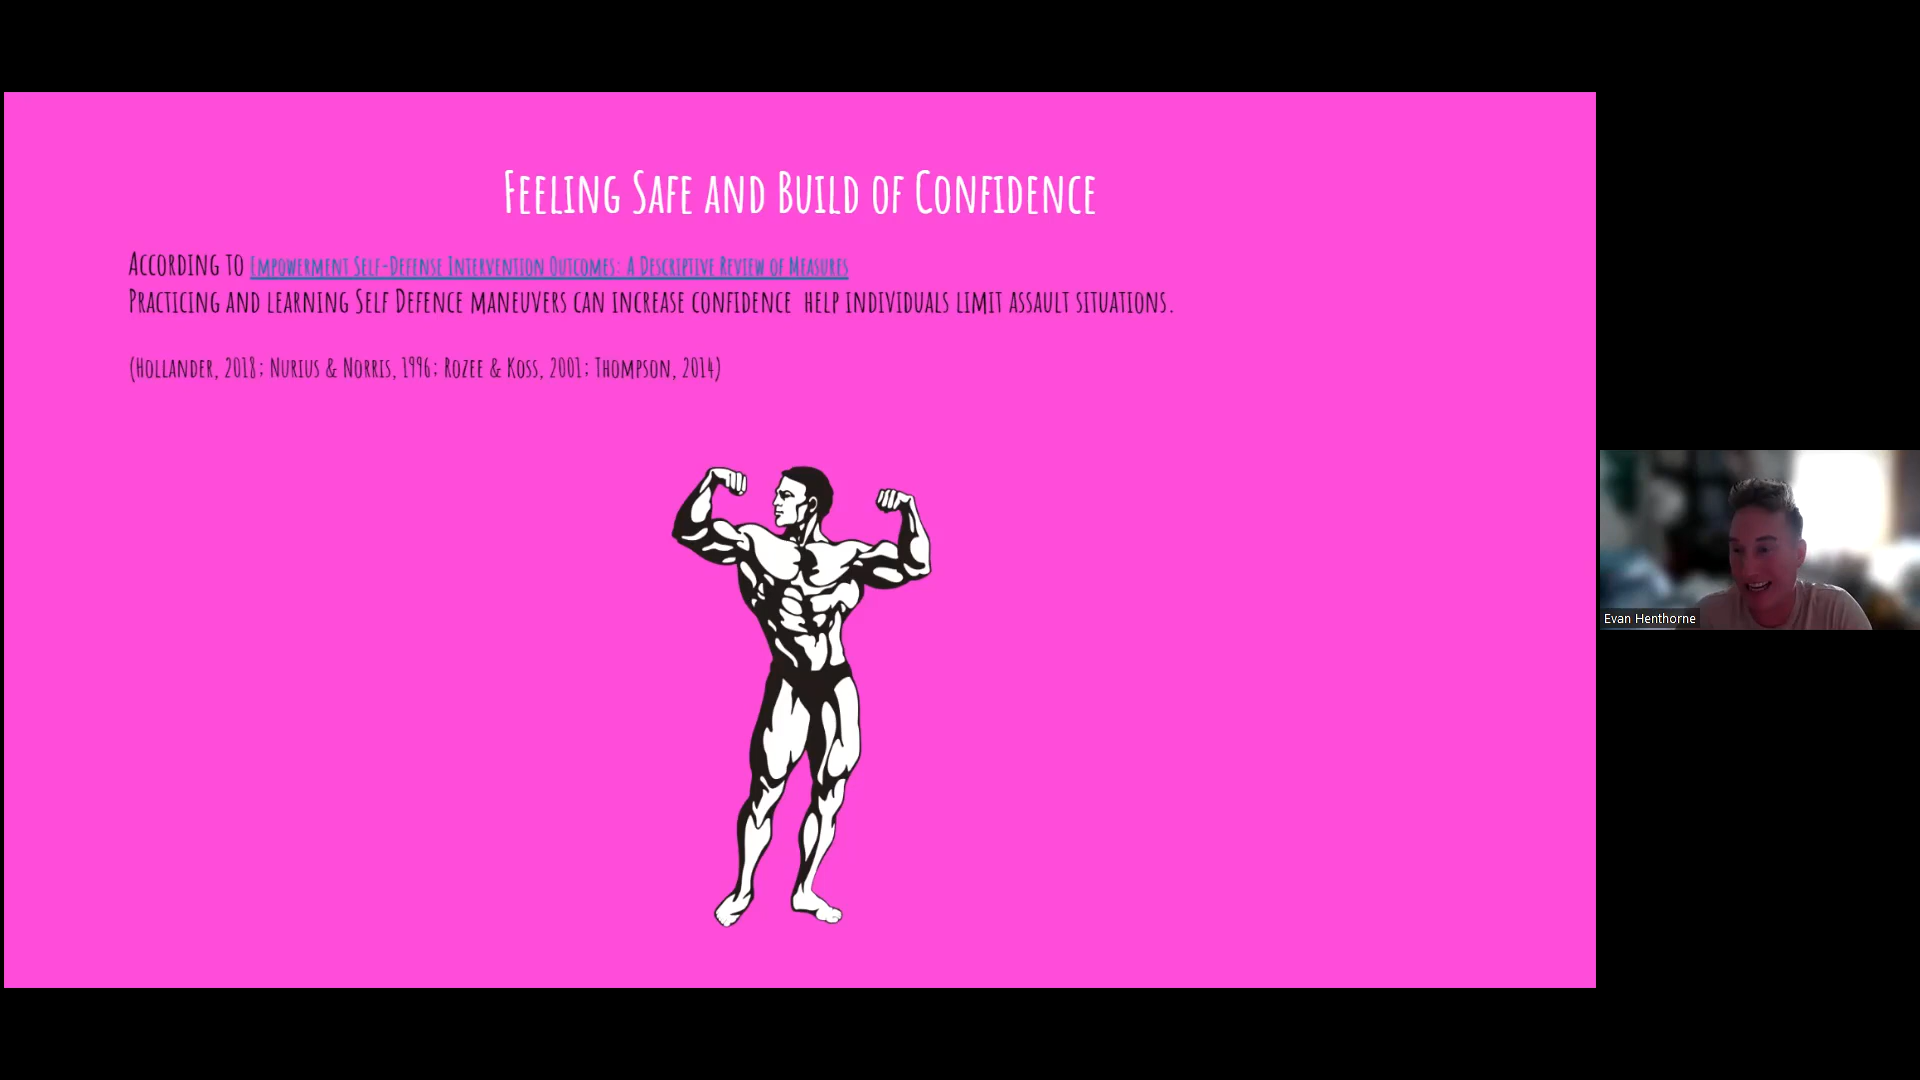 Feeling Safe and Build of Confidence
According to Empowerment Self-Defense Intervention Outcomes: A Descriptive Review of Measures
Practicing and learning Self Defence maneuvers can increase confidence  help individuals limit assault situations.
(Hollander, 2018; Nurius & Norris, 1996; Rozee & Koss, 2001; Thompson, 2014)
Evan Henthorne